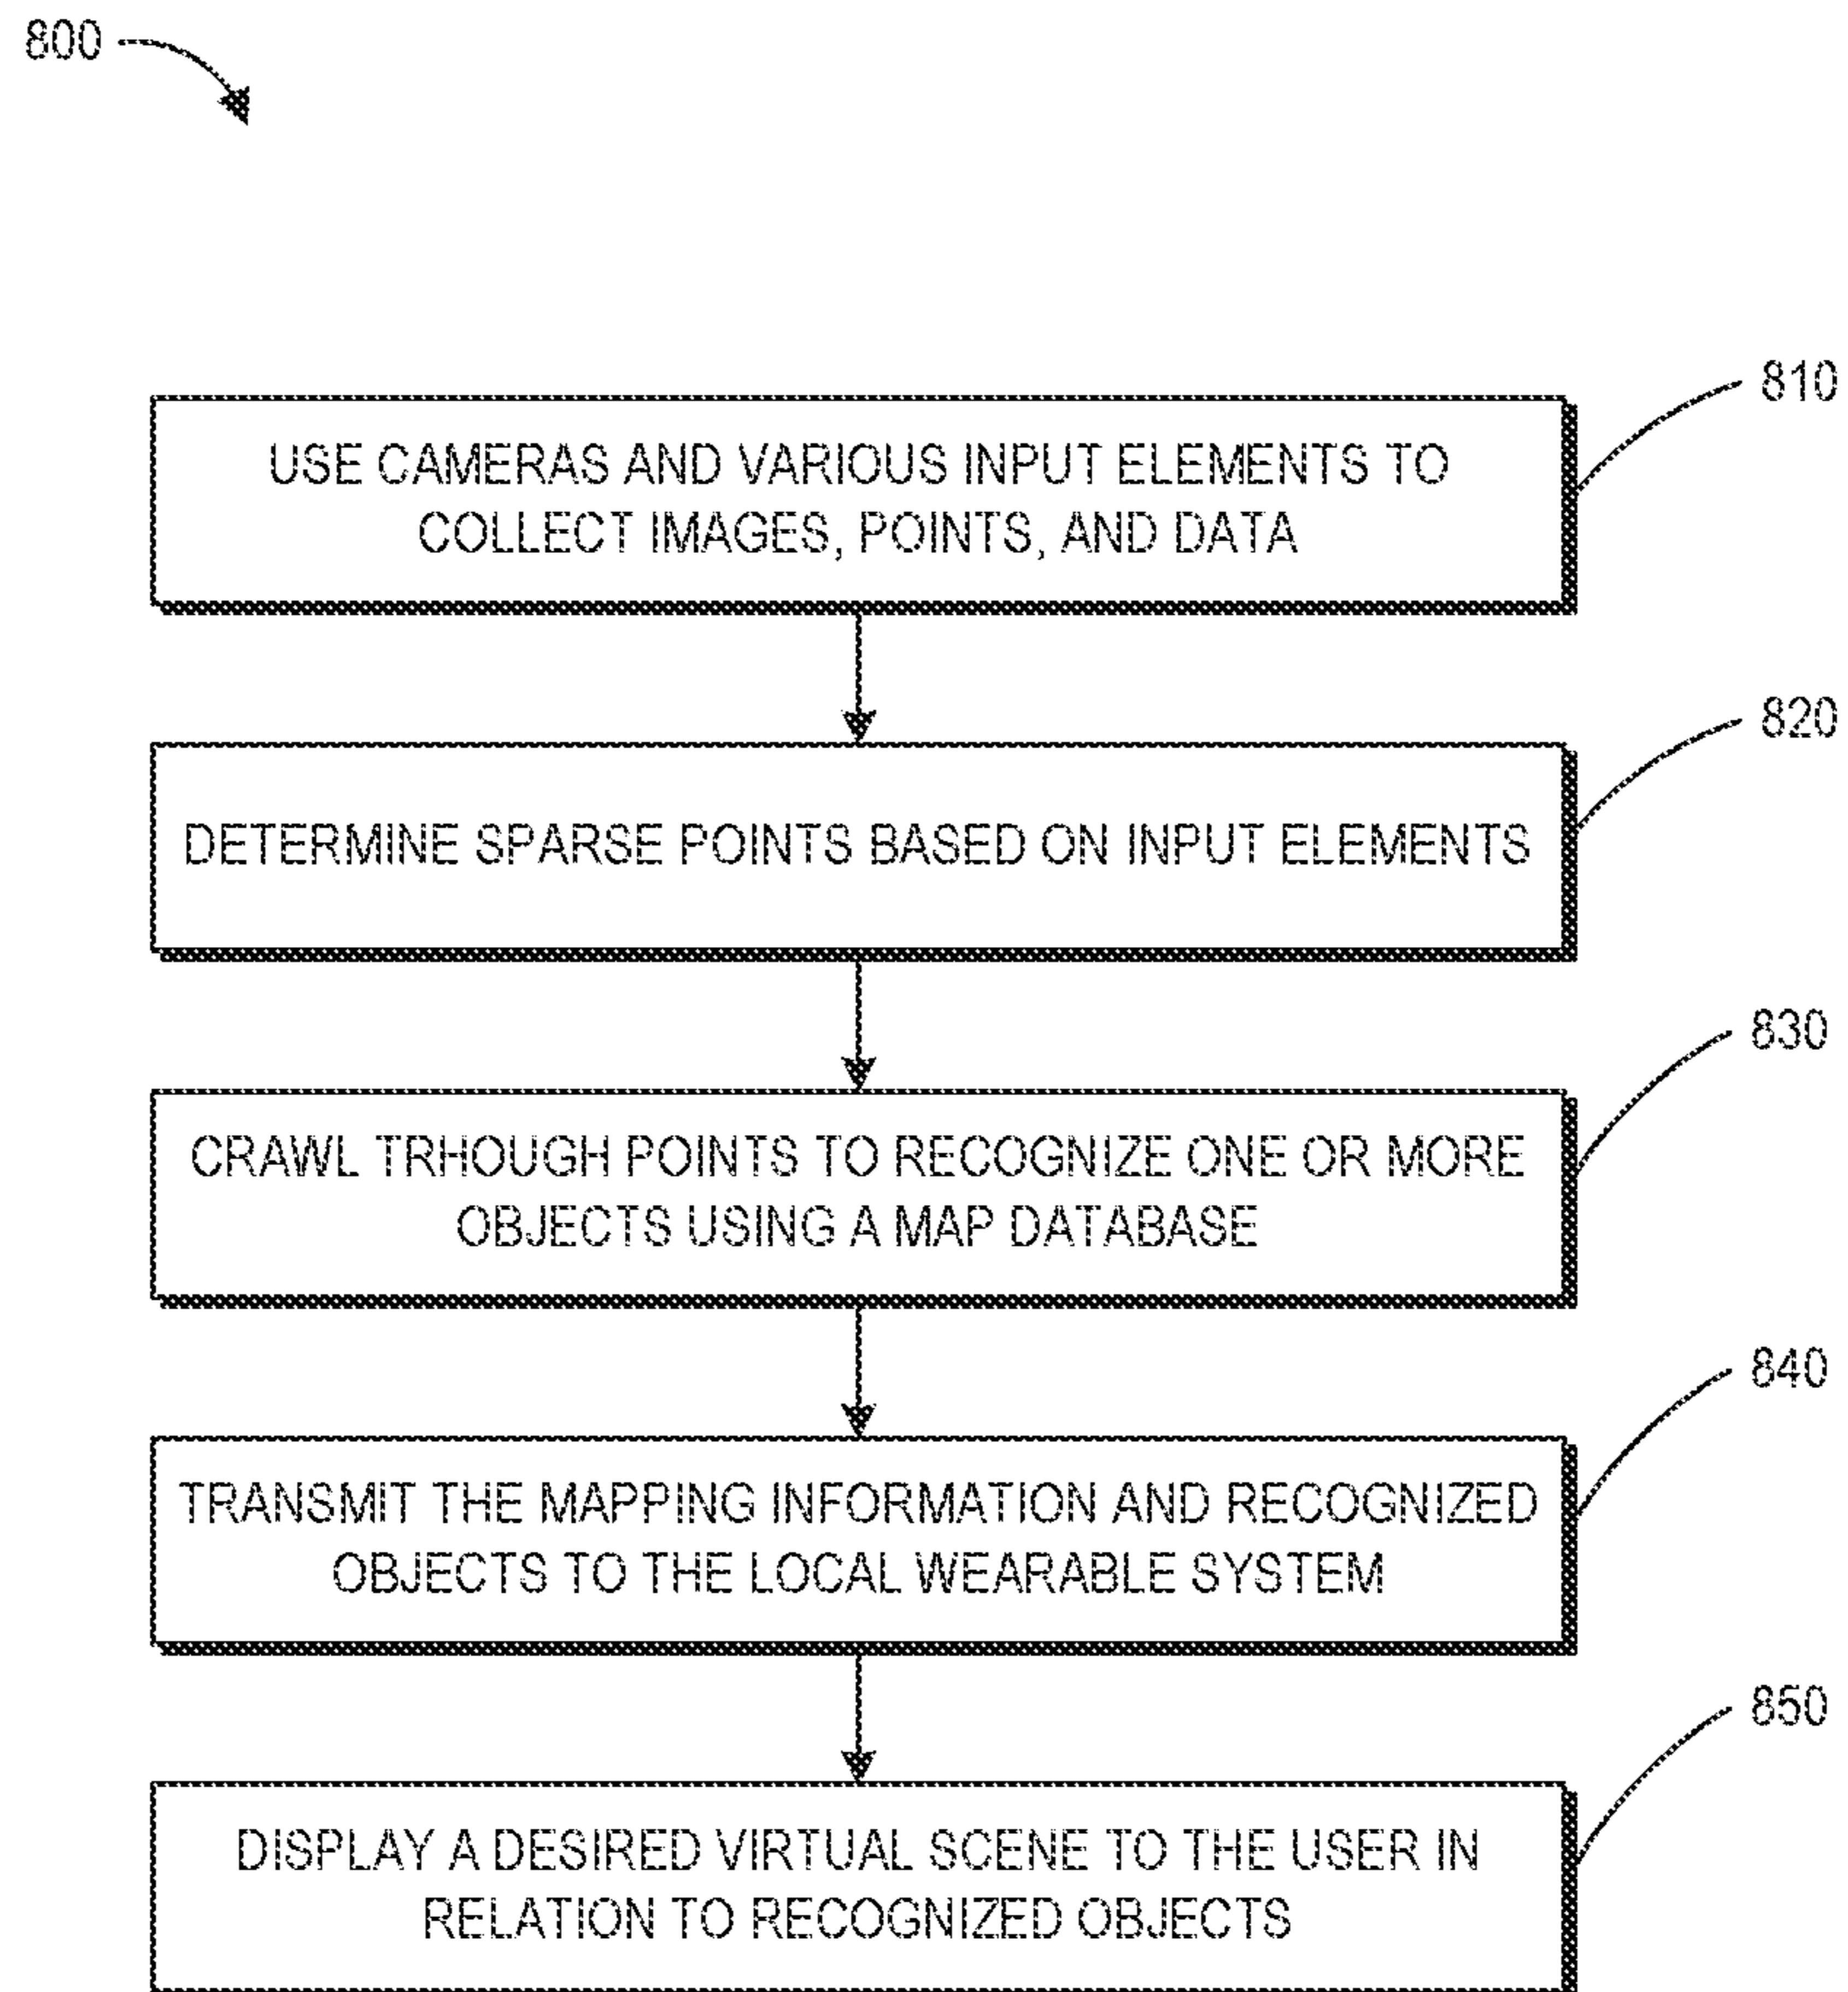 800
810
USE CAMERAS AND VARIOUS INPUT ELEMENTS TO
COLLECT IMAGES, POINTS, AND DATA
820
DETERMINE SPARSE POINTS BASED ON INPUT ELEMENTS
830
CRAWL TRHOUGH POINTS TO RECOGNIZE ONE OR MORE
OBJECTS USING A MAP DATABASE
840
TRANSMIT THE MAPPING INFORMATION AND RECOGNIZED
OBJECTS TO THE LOCAL WEARABLE SYSTEM
850
DISPLAY A DESIRED VIRTUAL SCENE TO THE USER IN
RELATION TO RECOGNIZED OBJECTS